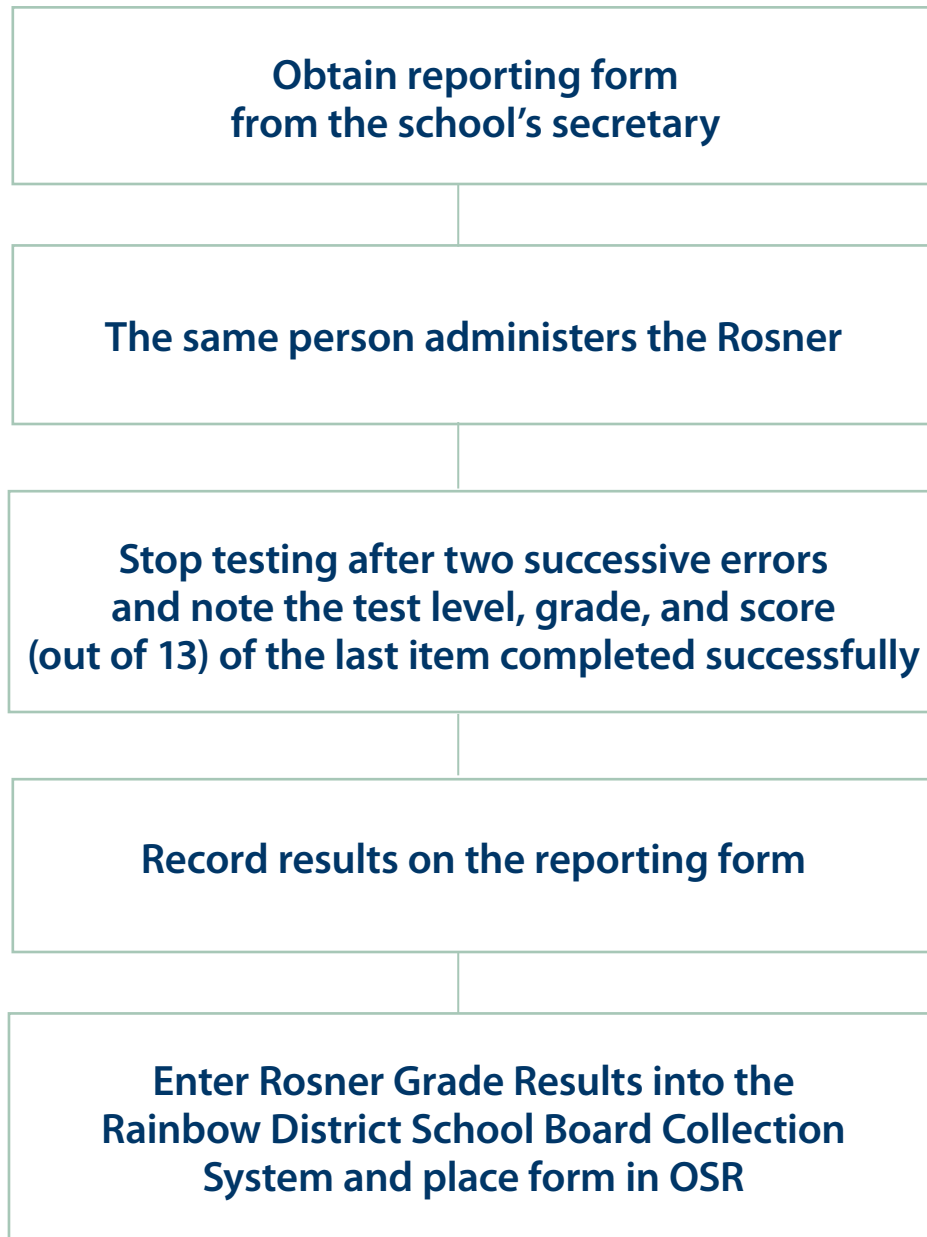 Obtain reporting form
from the school’s secretary
The same person administers the Rosner
Stop testing after two successive errors
and note the test level, grade, and score
(out of 13) of the last item completed successfully
Record results on the reporting form
Enter Rosner Grade Results into the
Rainbow District School Board Collection
System and place form in OSR